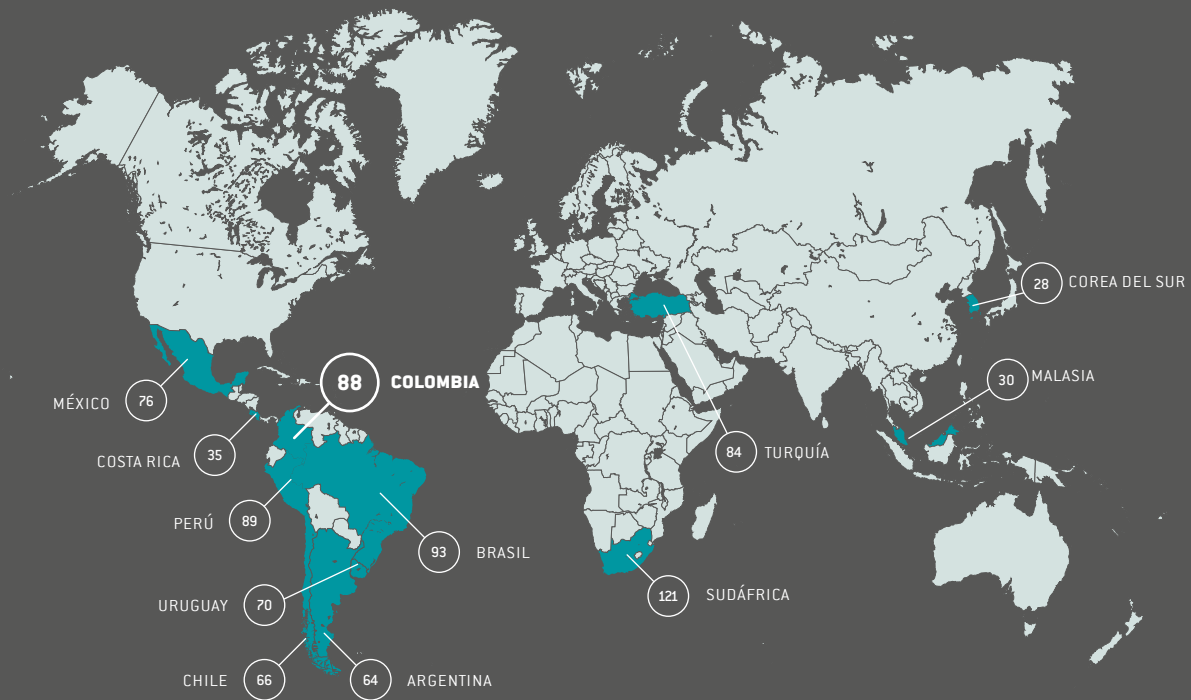 28 COREA DEL SUR
88 COLOMBIA
30 MALASIA
MÉXICO 76
COSTA RICA 35
84 TURQUÍA
PERÚ 89
93 BRASIL
121 SUDÁFRICA
URUGUAY 70
CHILE 66
64 ARGENTINA